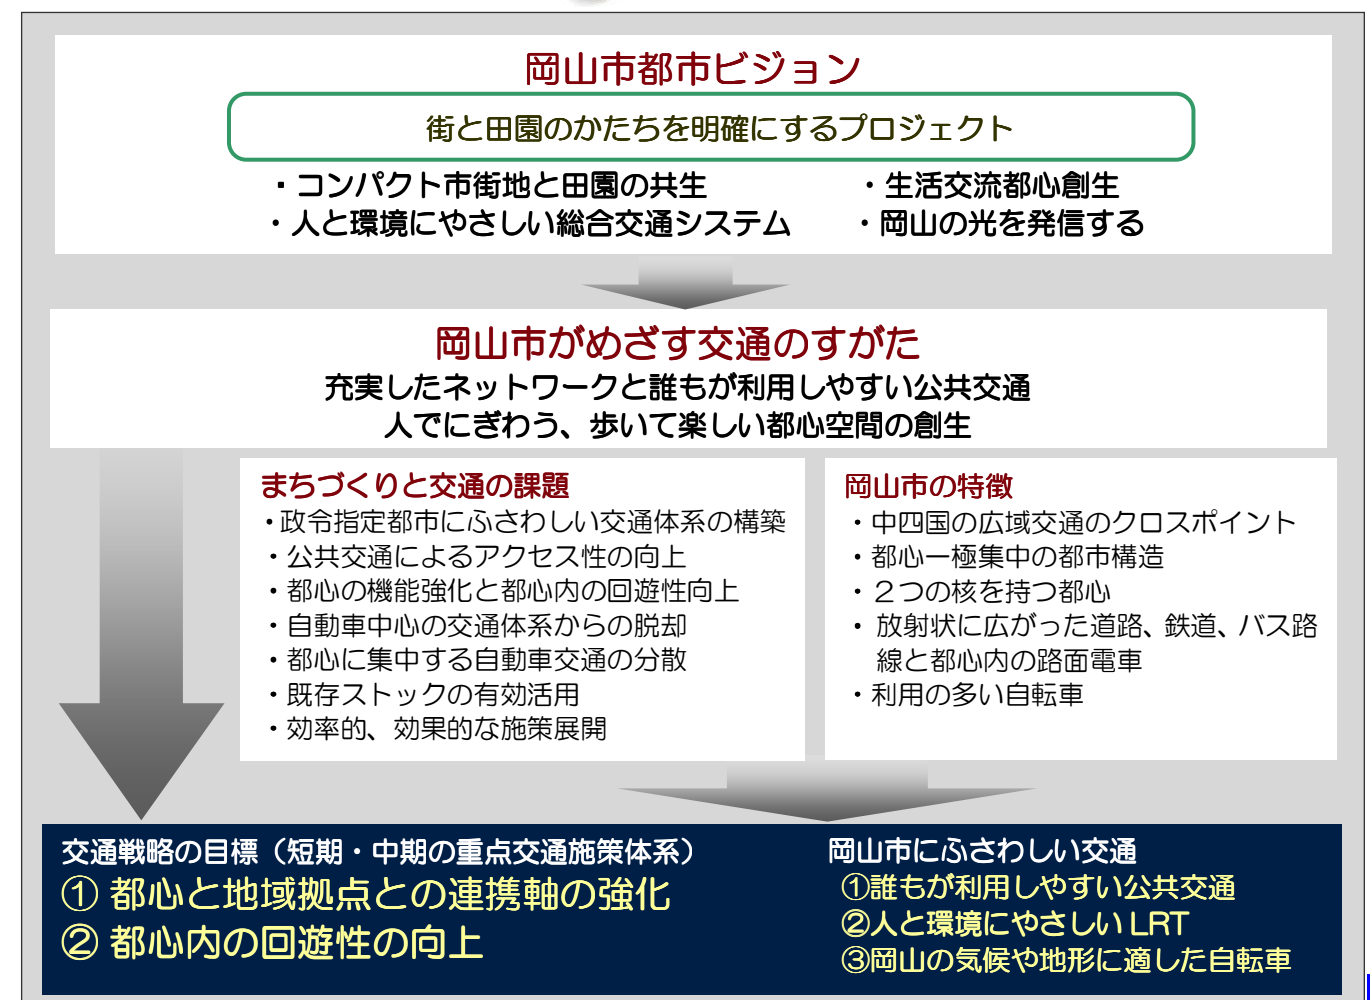 岡山市都市ビジョン
街と田園のかたちを明確にするプロジェクト
・コンパクト市街地と田園の共生
・生活交流都心創生
・人と環境にやさしい総合交通システム
・岡山の光を発信する
岡山市がめざす交通のすがた
充実したネットワークと誰もが利用しやすい公共交通
人でにぎわう、歩いて楽しい都心空間の創生
まちづくりと交通の課題
・政令指定都市にふさわしい交通体系の構築
・公共交通によるアクセス性の向上
・都心の機能強化と都心内の回遊性向上
・自動車中心の交通体系からの脱却
・都心に集中する自動車交通の分散
・既存ストックの有効活用
・効率的、効果的な施策展開
岡山市の特徴
・中四国の広域交通のクロスポイント
・都心一極集中の都市構造
・２つの核を持つ都心
・ 放射状に広がった道路、鉄道、バス路
線と都心内の路面電車
・利用の多い自転車
交通戦略の目標（短期・中期の重点交通施策体系）
① 都心と地域拠点との連携軸の強化
② 都心内の回遊性の向上
岡山市にふさわしい交通
①誰もが利用しやすい公共交通
②人と環境にやさしいLRT
③岡山の気候や地形に適した自転車